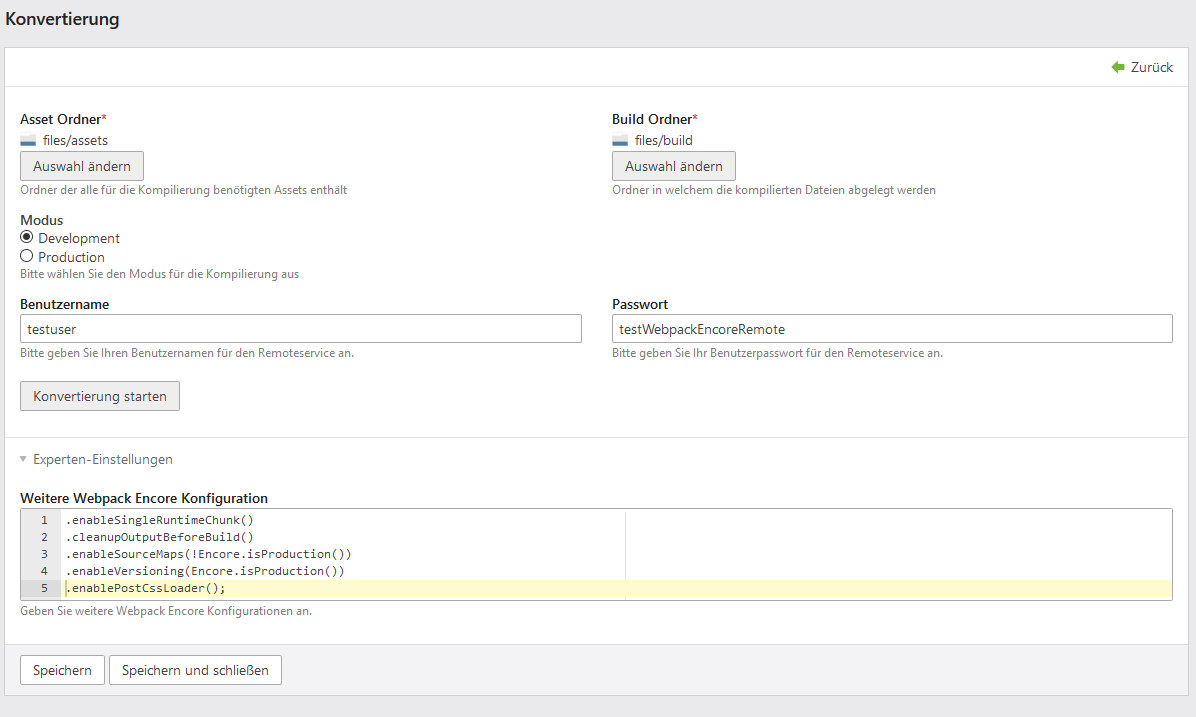 Konvertierung
Zurück
Asset Ordner* Build Ordner*
files/assets files/build
Auswahl ändern Auswahl ändern
Ordner der alle für die Kompilierung benötigten Assets enthält Ordner in welchem die kompilierten Dateien abgelegt werden
Modus
Development
Production
Bitte wählen Sie den Modus für die Kompilierung aus
Benutzername Passwort
testuser testWebpackEncoreRemote
Bitte geben Sie Ihren Benutzernamen für den Remoteservice an. Bitte geben Sie Ihr Benutzerpasswort für den Remoteservice an.
Konvertierung starten
Experten-Einstellungen
Weitere Webpack Encore Konfiguration
1 .enableSingleRuntimeChunk()
2 .cleanupOutputBeforeBuild()
3 .enableSourceMaps(!Encore.isProduction())
4 .enableVersioning(Encore.isProduction())
5 .enablePostCssLoader();
Geben Sie weitere Webpack Encore Konfigurationen an.
Speichern Speichern und schließen